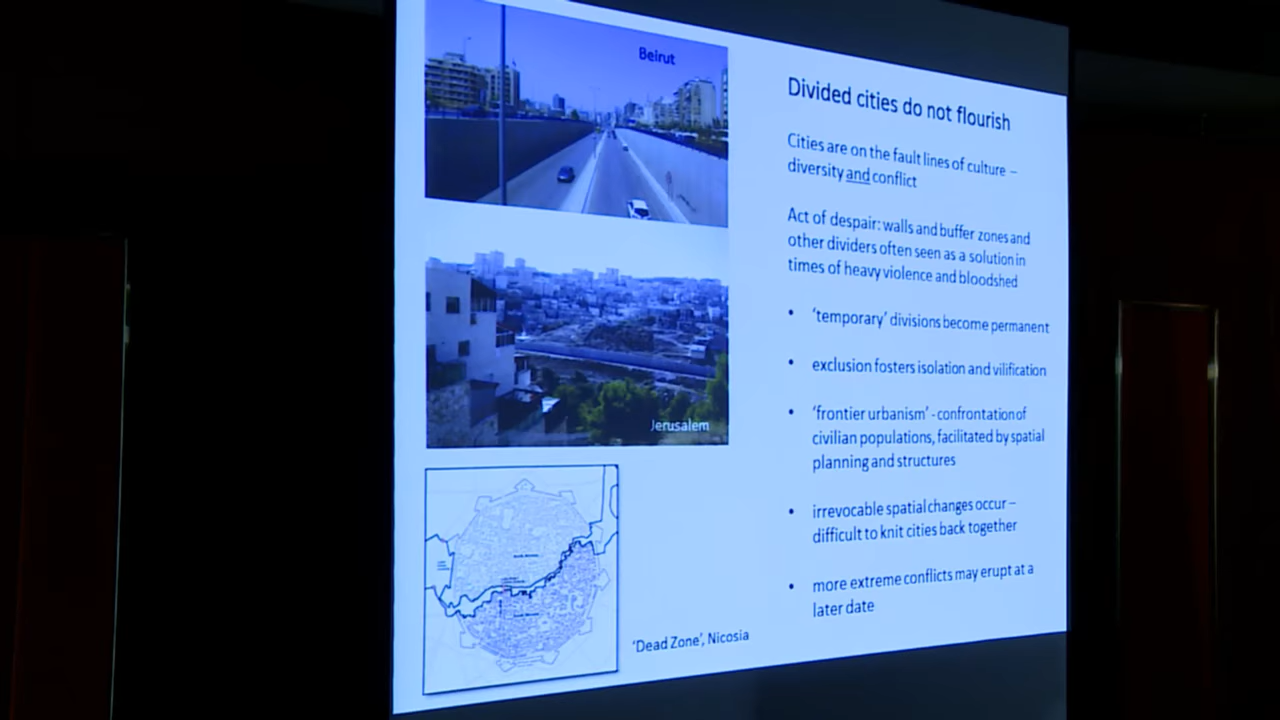 Beirut
Jerusalem
'Dead Zone', Nicosia
Divided cities do not flourish
Cities are on the fault lines of culture –
diversity and conflict
Act of despair: walls and buffer zones and
other dividers often seen as a solution in
times of heavy violence and bloodshed
• 'temporary' divisions become permanent
• exclusion fosters isolation and vilification
• 'frontier urbanism' - confrontation of
civilian populations, facilitated by spatial
planning and structures
• irrevocable spatial changes occur –
difficult to knit cities back together
• more extreme conflicts may erupt at a
later date